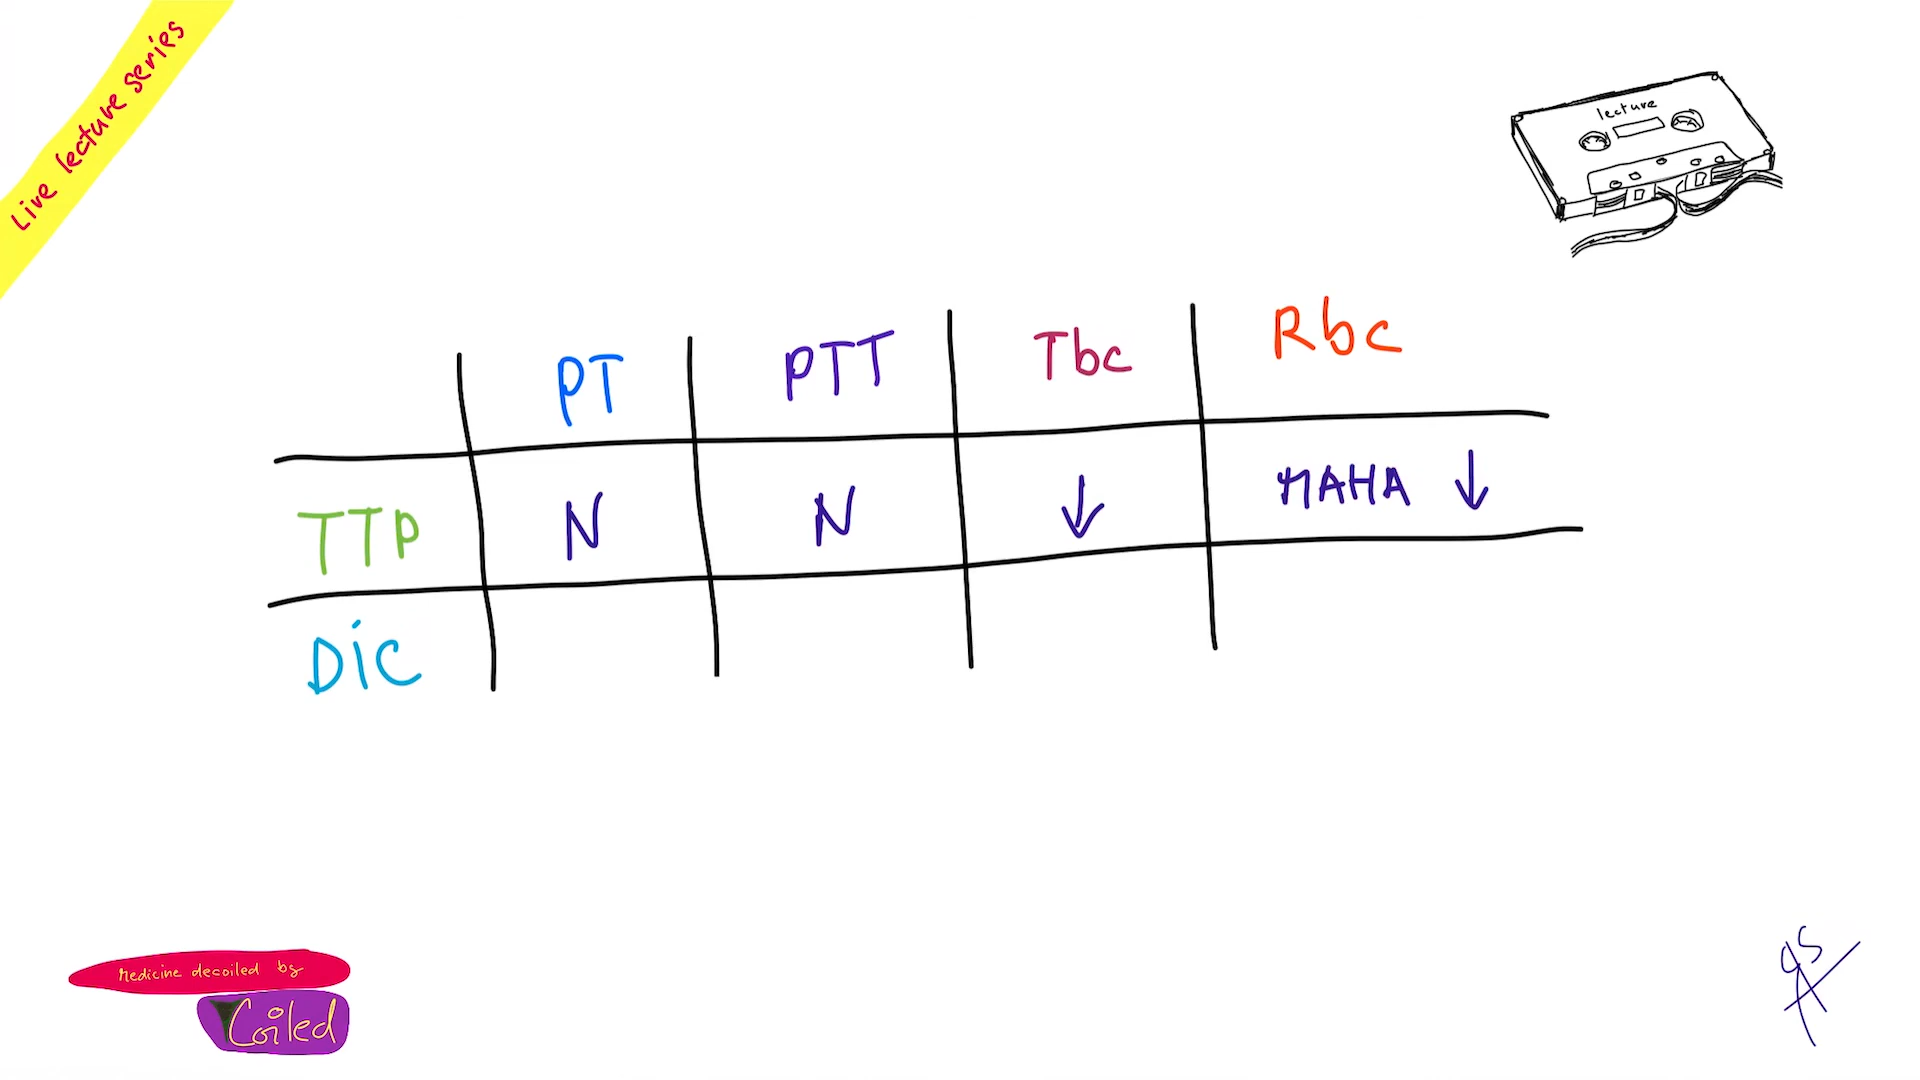 Live lecture series
lecture
PT PTT Tbc Rbc
TTP N N ↓ MAHA ↓
DiC
Medicine decoiled by
Coiled